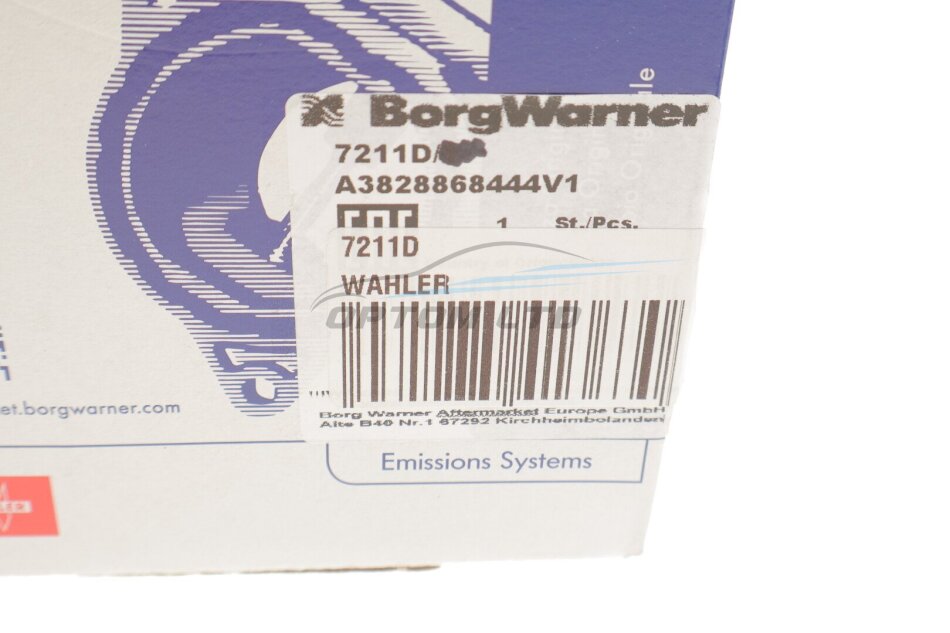 BorgWarner
7211D/
A3828868444V1
1 St./Pcs.
7211D
WAHLER
OPTOM LTD
Borg Warner Aftermarket Europe GmbH
Alte B40 Nr.1 67292 Kirchheimbolanden
et.borgwarner.com
Emissions Systems